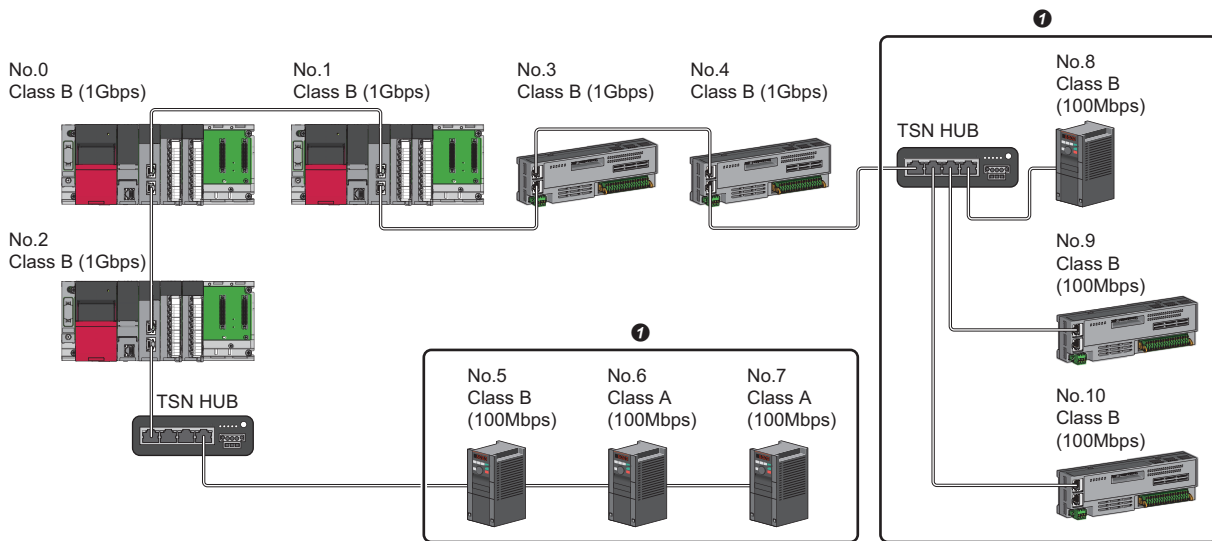 ❶
No.0
Class B (1Gbps)
No.1
Class B (1Gbps)
No.3
Class B (1Gbps)
No.4
Class B (1Gbps)
No.8
Class B
(100Mbps)
TSN HUB
No.2
Class B (1Gbps)
No.9
Class B
(100Mbps)
❶
No.5
Class B
(100Mbps)
No.6
Class A
(100Mbps)
No.7
Class A
(100Mbps)
TSN HUB
No.10
Class B
(100Mbps)